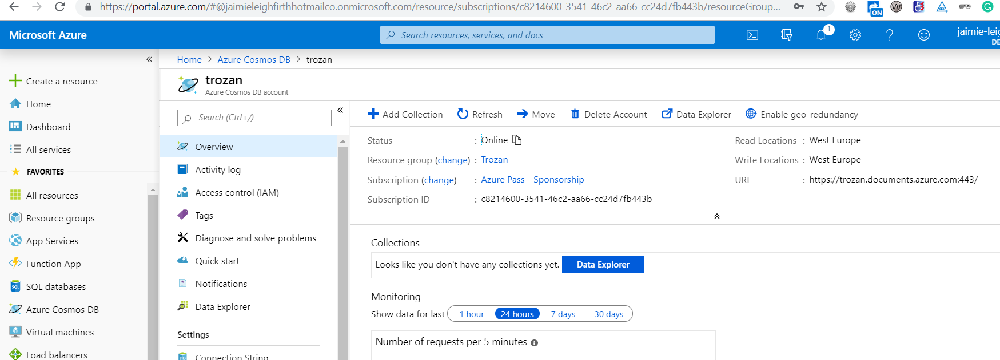 https://portal.azure.com/#@jaimieleighfirthhotmailco.onmicrosoft.com/resource/subscriptions/c8214600-3541-46c2-aa66-cc24d7fb443b/resourceGroup...
ON
Microsoft Azure
Search resources, services, and docs
1
jaimie-leig
DE
Home > Azure Cosmos DB > trozan
trozan
Azure Cosmos DB account
Create a resource
Home
Dashboard
All services
FAVORITES
All resources
Resource groups
App Services
Function App
SQL databases
Azure Cosmos DB
Virtual machines
Load balancers
Search (Ctrl+/)
Overview
Activity log
Access control (IAM)
Tags
Diagnose and solve problems
Quick start
Notifications
Data Explorer
Settings
Connection String
Add Collection Refresh Move Delete Account Data Explorer Enable geo-redundancy
Status : Online
Resource group (change) : Trozan
Subscription (change) : Azure Pass - Sponsorship
Subscription ID : c8214600-3541-46c2-aa66-cc24d7fb443b
Read Locations : West Europe
Write Locations : West Europe
URI : https://trozan.documents.azure.com:443/
Collections
Looks like you don't have any collections yet. Data Explorer
Monitoring
Show data for last 1 hour 24 hours 7 days 30 days
Number of requests per 5 minutes